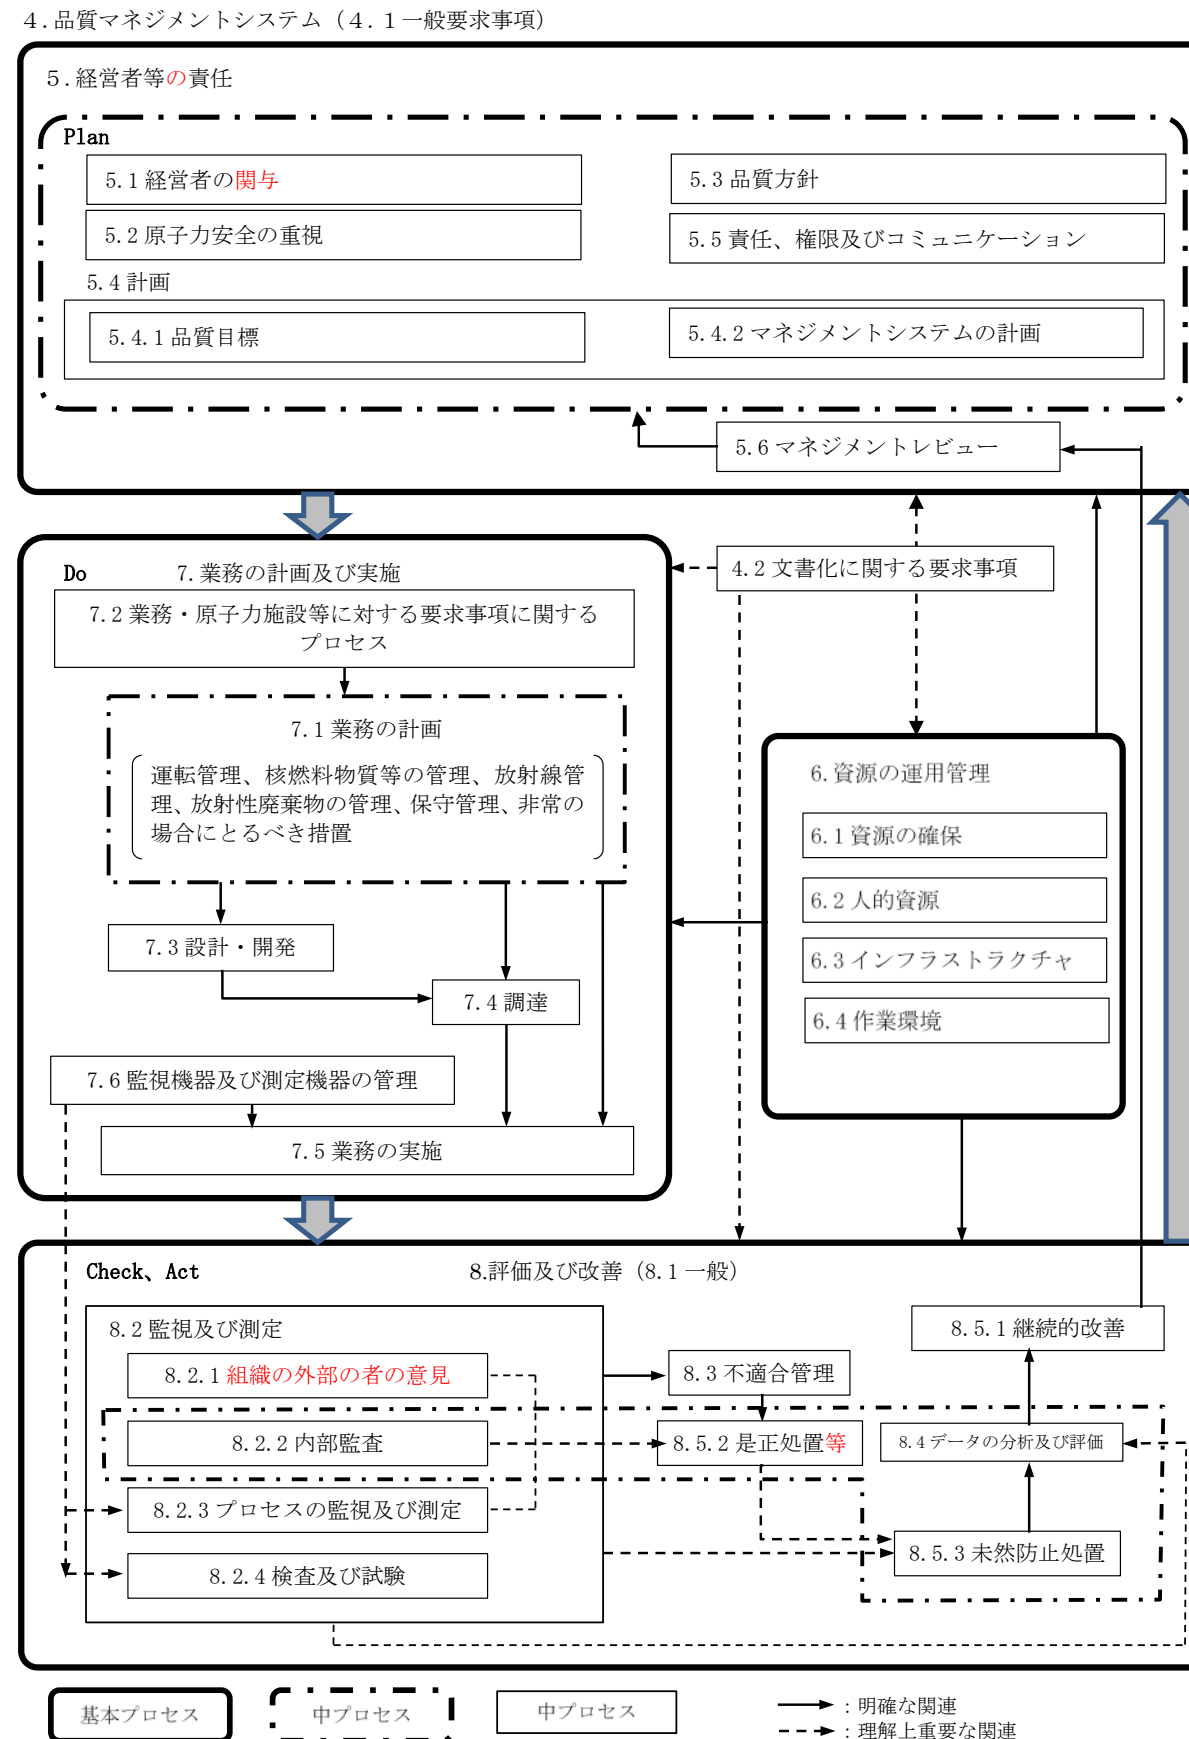 ４.品質マネジメントシステム（４.１一般要求事項）
５.経営者等の責任
Plan
5.1 経営者の関与
5.3 品質方針
5.2 原子力安全の重視
5.5 責任、権限及びコミュニケーション
5.4 計画
5.4.1 品質目標
5.4.2 マネジメントシステムの計画
5.6 マネジメントレビュー
Do
7.業務の計画及び実施
4.2 文書化に関する要求事項
7.2 業務・原子力施設等に対する要求事項に関する
プロセス
7.1 業務の計画
運転管理、核燃料物質等の管理、放射線管
理、放射性廃棄物の管理、保守管理、非常の
場合にとるべき措置
6.資源の運用管理
6.1 資源の確保
6.2 人的資源
6.3 インフラストラクチャ
6.4 作業環境
7.3 設計・開発
7.4 調達
7.6 監視機器及び測定機器の管理
7.5 業務の実施
Check、Act
8.評価及び改善（8.1 一般）
8.2 監視及び測定
8.2.1 組織の外部の者の意見
8.2.2 内部監査
8.2.3 プロセスの監視及び測定
8.2.4 検査及び試験
8.3 不適合管理
8.5.2 是正処置等
8.5.1 継続的改善
8.4 データの分析及び評価
8.5.3 未然防止処置
基本プロセス
中プロセス
中プロセス
：明確な関連
：理解上重要な関連